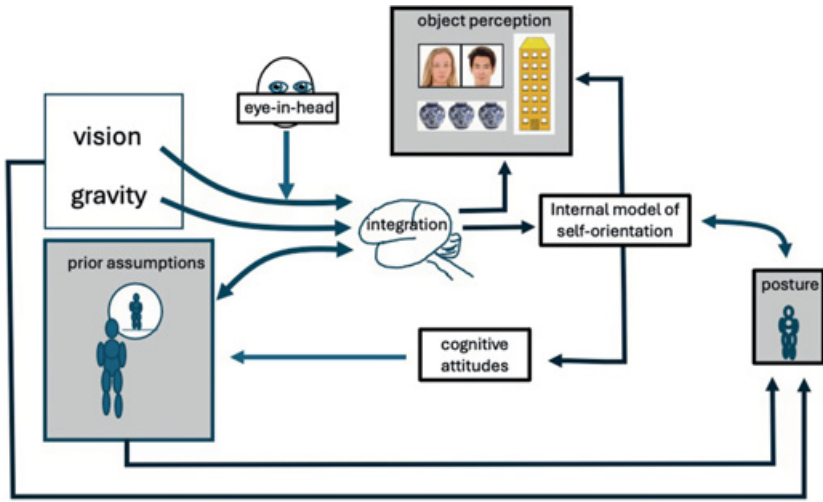 object perception
eye-in-head
vision
gravity
integration
Internal model of
self-orientation
prior assumptions
posture
cognitive
attitudes